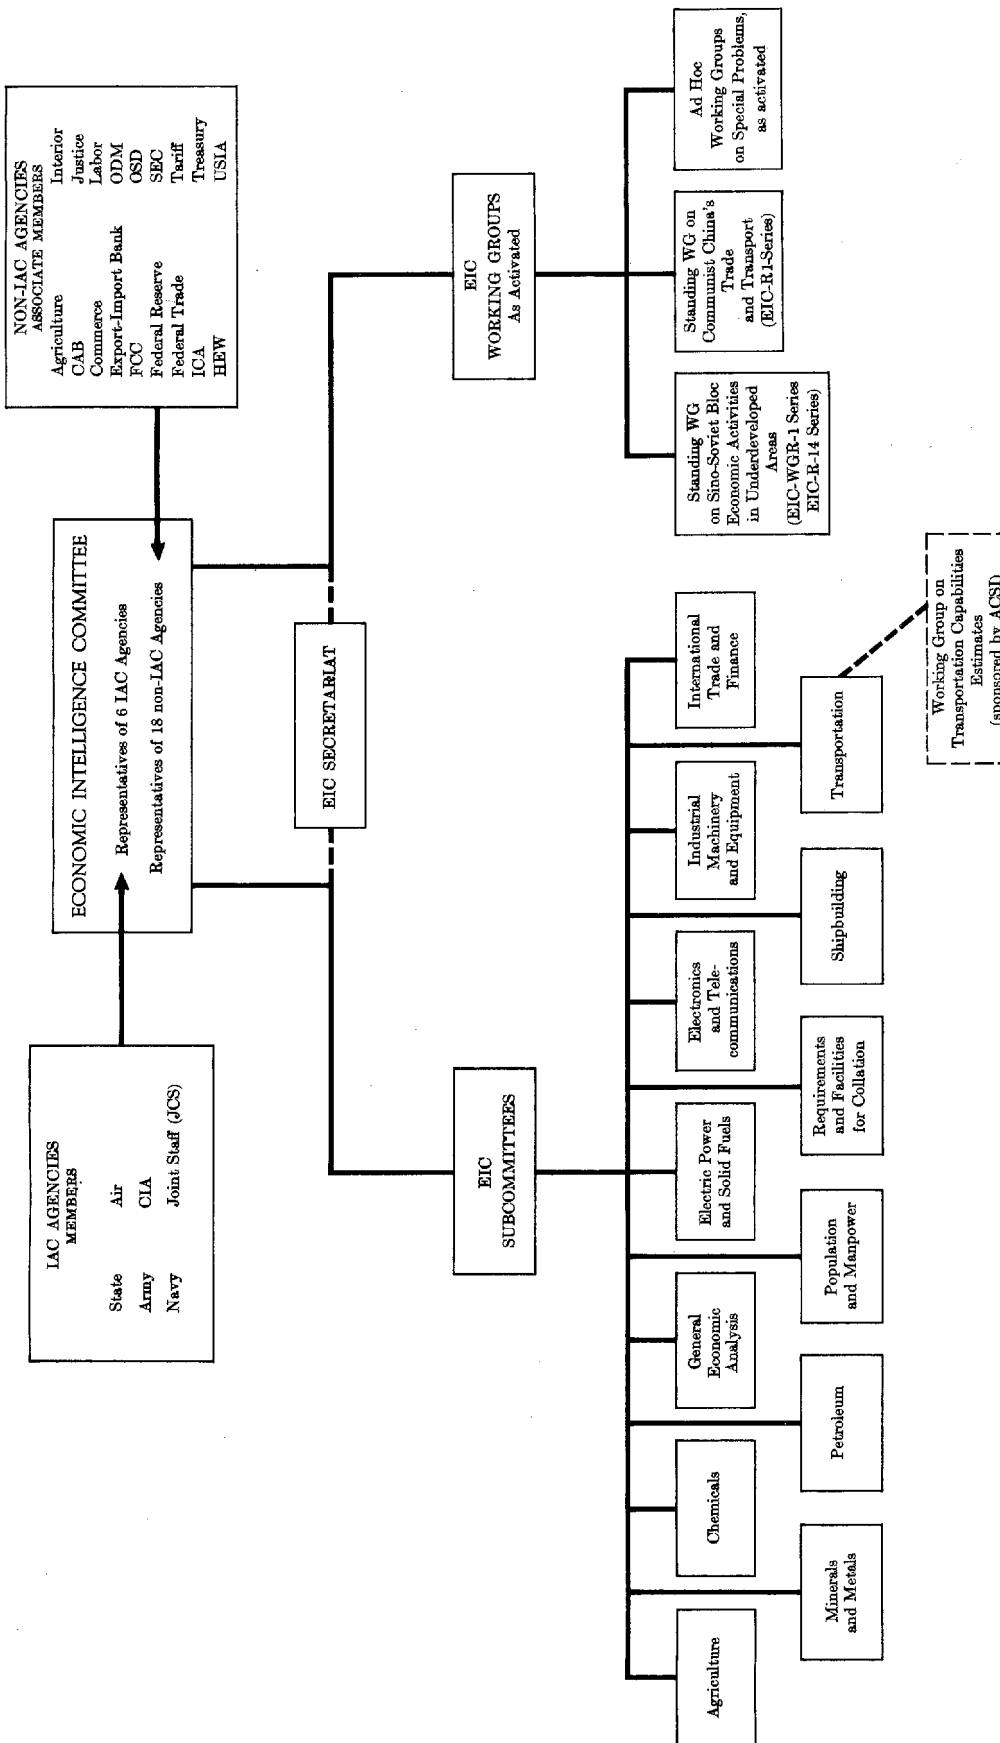 IAC AGENCIES
MEMBERS
State Air
Army CIA
Navy Joint Staff (JCS)
ECONOMIC INTELLIGENCE COMMITTEE
Representatives of 6 IAC Agencies
Representatives of 18 non-IAC Agencies
NON-IAC AGENCIES
ASSOCIATE MEMBERS
Agriculture Interior
CAB Justice
Commerce Labor
Export-Import Bank ODM
FCC OSD
Federal Reserve SEC
Federal Trade Tariff
ICA Treasury
HEW USIA
EIC SECRETARIAT
EIC
SUBCOMMITTEES
EIC
WORKING GROUPS
As Activated
Agriculture
Chemicals
General
Economic
Analysis
Electric Power
and Solid Fuels
Electronics
and Tele-
communications
Industrial
Machinery
and Equipment
International
Trade and
Finance
Standing WG
on Sino-Soviet Bloc
Economic Activities
in Underdeveloped
Areas
(EIC-WGR-1 Series
EIC-R-14 Series)
Standing WG on
Communist China's
Trade
and Transport
(EIC-R1-Series)
Ad Hoc
Working Groups
on Special Problems,
as activated
Minerals
and Metals
Petroleum
Population
and Manpower
Requirements
and Facilities
for Collation
Shipbuilding
Transportation
Working Group on
Transportation Capabilities
Estimates
(sponsored by ACSI)